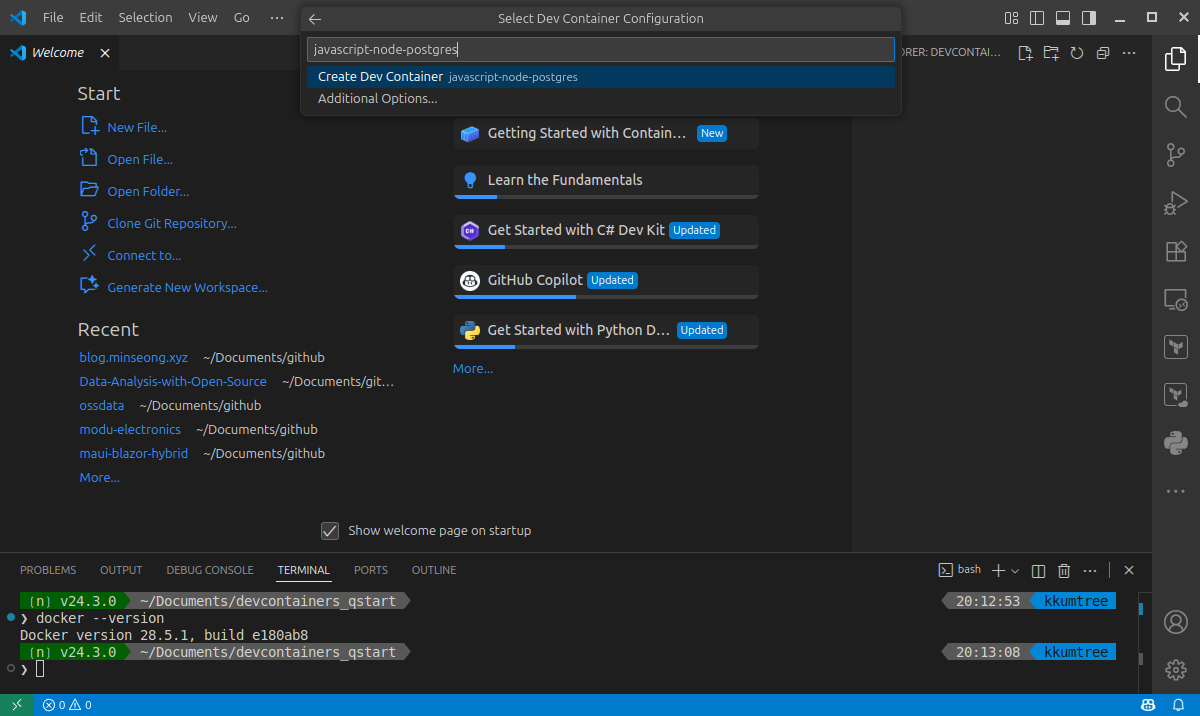 File Edit Selection View Go ···
Select Dev Container Configuration
Welcome
ORER: DEVCONTAI...
javascript-node-postgres
Create Dev Container javascript-node-postgres
Additional Options...
Start
New File...
Open File...
Open Folder...
Clone Git Repository...
Connect to...
Generate New Workspace...
Recent
blog.minseong.xyz ~/Documents/github
Data-Analysis-with-Open-Source ~/Documents/git...
ossdata ~/Documents/github
modu-electronics ~/Documents/github
maui-blazor-hybrid ~/Documents/github
More...
Getting Started with Contain... New
Learn the Fundamentals
Get Started with C# Dev Kit Updated
GitHub Copilot Updated
Get Started with Python D... Updated
More...
Show welcome page on startup
PROBLEMS OUTPUT DEBUG CONSOLE TERMINAL PORTS OUTLINE
bash
[n] v24.3.0 ~/Documents/devcontainers_qstart 20:12:53 kkumtree
❯ docker --version
Docker version 28.5.1, build e180ab8
[n] v24.3.0 ~/Documents/devcontainers_qstart 20:13:08 kkumtree
❯
0 0